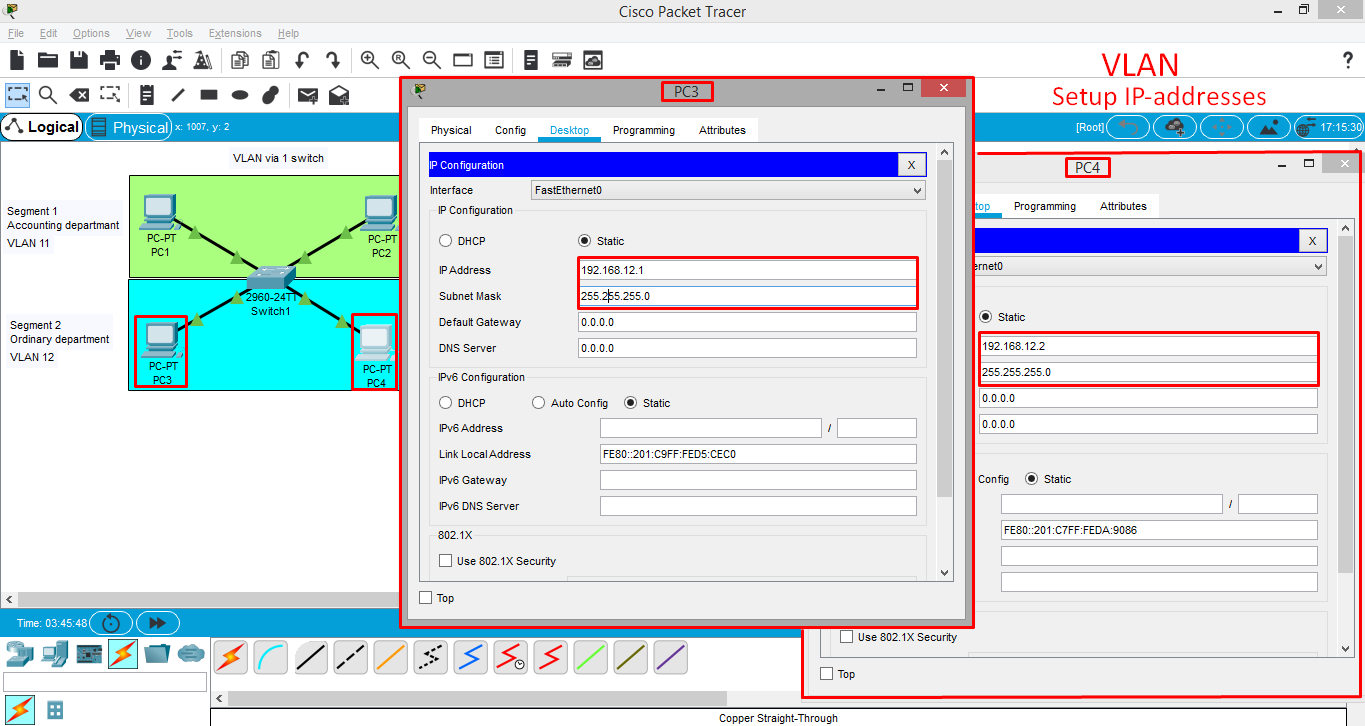 Cisco Packet Tracer
File Edit Options View Tools Extensions Help
VLAN
Setup IP-addresses
Logical Physical x: 1007, y: 2 [Root] 17:15:30
VLAN via 1 switch
Segment 1
Accounting departmant
VLAN 11
PC-PT
PC1
PC-PT
PC2
2960-24TT
Switch1
Segment 2
Ordinary department
VLAN 12
PC-PT
PC3
PC-PT
PC4
PC3
Physical Config Desktop Programming Attributes
IP Configuration X
Interface FastEthernet0
IP Configuration
DHCP Static
IP Address 192.168.12.1
Subnet Mask 255.255.255.0
Default Gateway 0.0.0.0
DNS Server 0.0.0.0
IPv6 Configuration
DHCP Auto Config Static
IPv6 Address /
Link Local Address FE80::201:C9FF:FED5:CEC0
IPv6 Gateway
IPv6 DNS Server
802.1X
Use 802.1X Security
Top
PC4
top Programming Attributes
X
ernet0
Static
192.168.12.2
255.255.255.0
0.0.0.0
0.0.0.0
Config Static
/
FE80::201:C7FF:FEDA:9086
Use 802.1X Security
Top
Time: 03:45:48
Copper Straight-Through